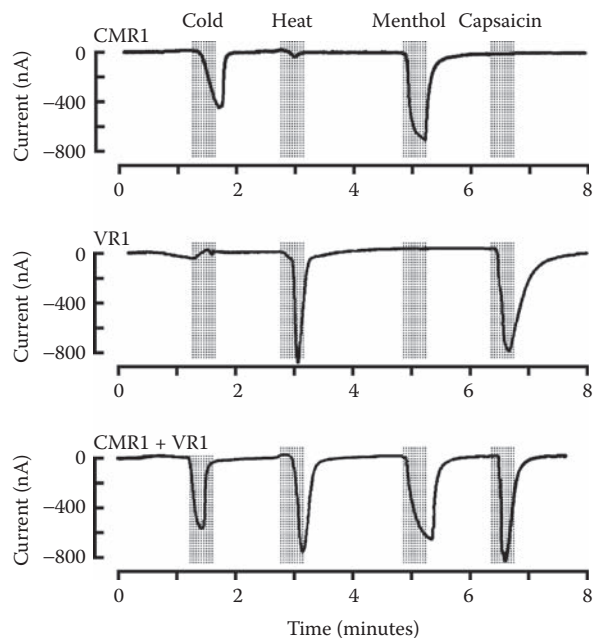 Cold Heat Menthol Capsaicin
CMR1
Current (nA)
0
−400
−800
0 2 4 6 8
VR1
Current (nA)
0
−400
−800
0 2 4 6 8
CMR1 + VR1
Current (nA)
0
−400
−800
0 2 4 6 8
Time (minutes)